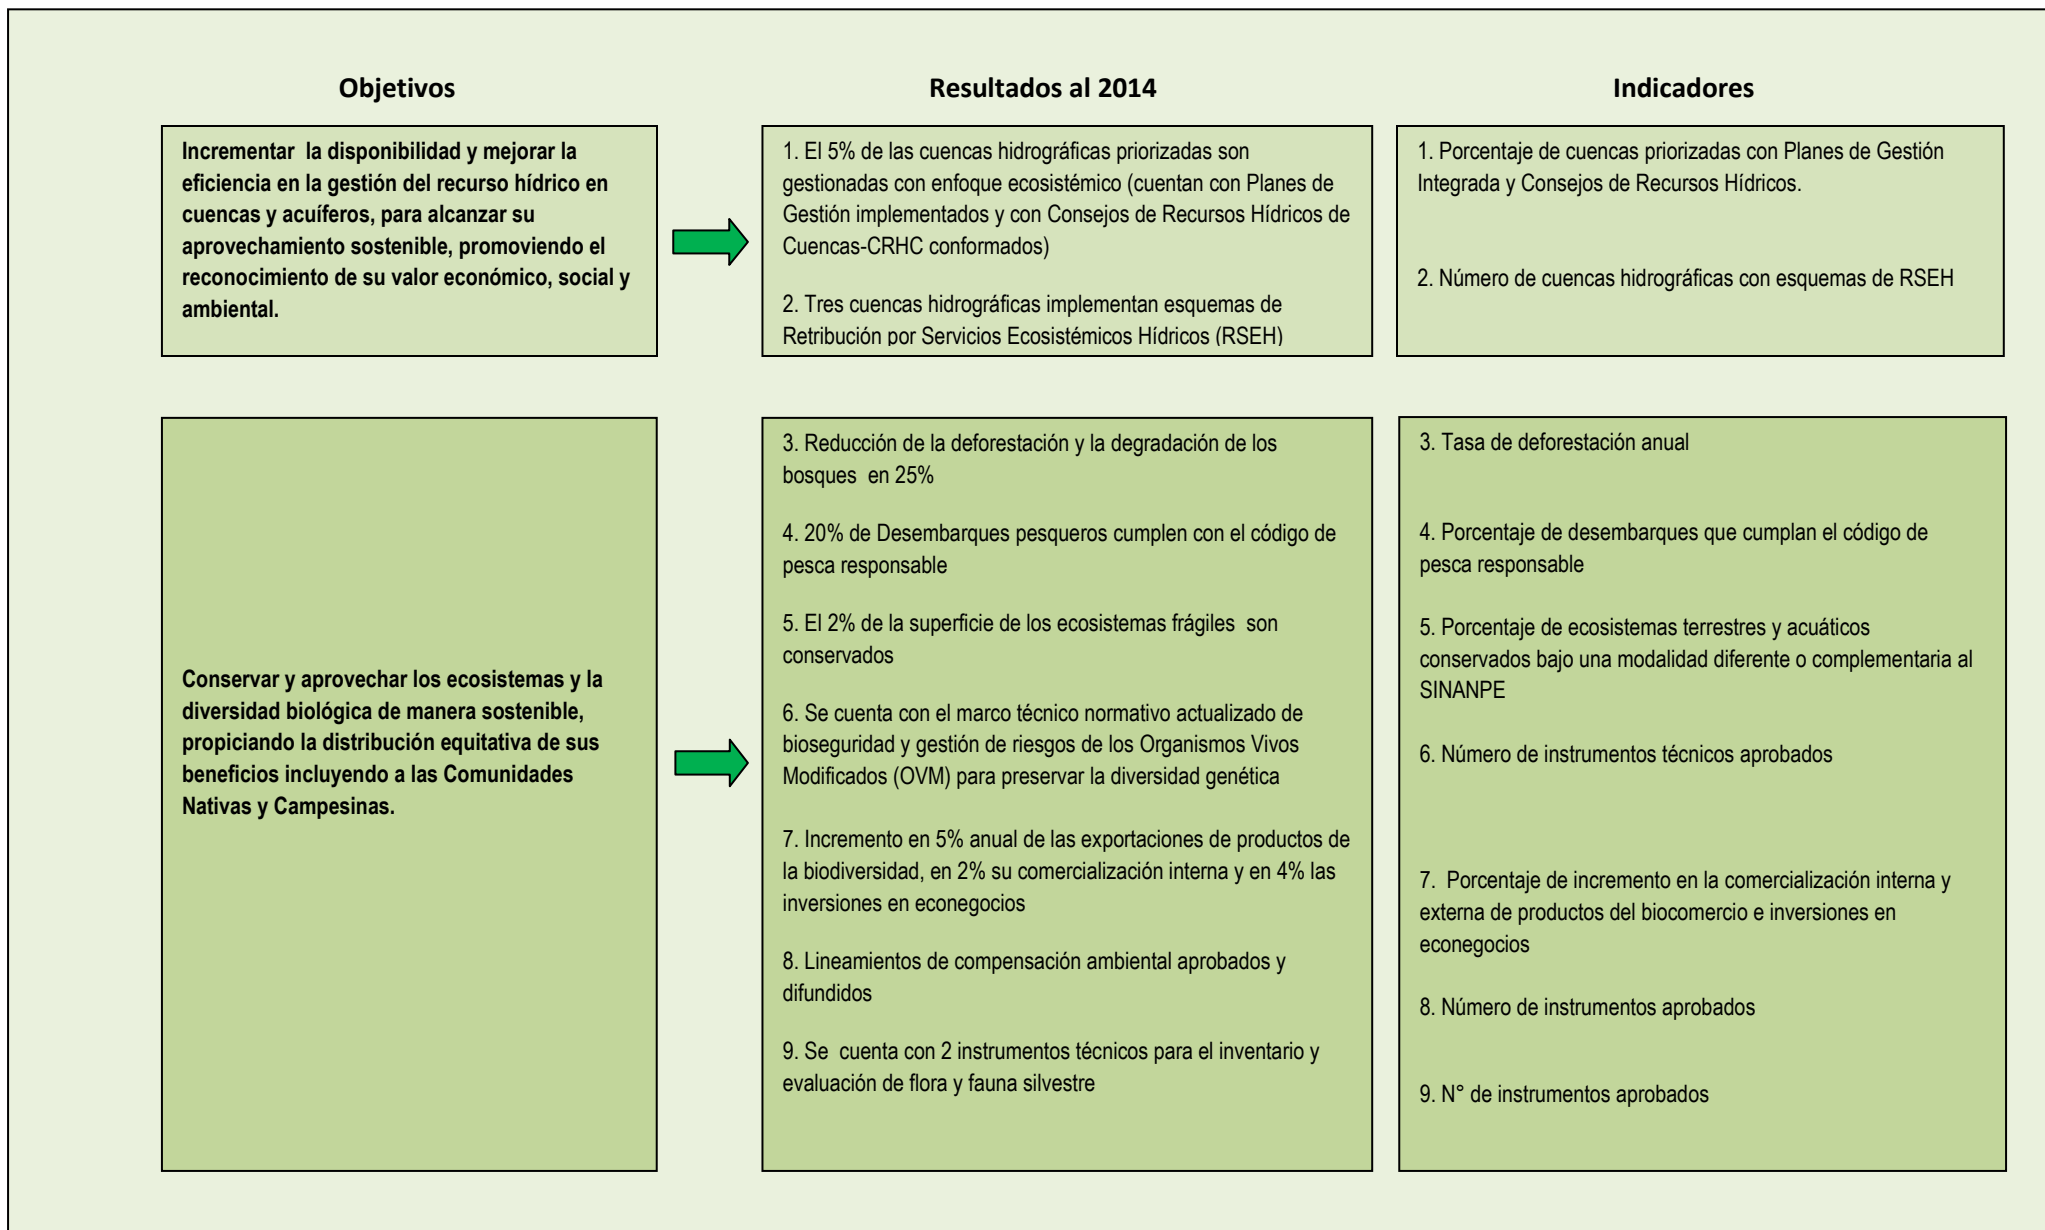 Objetivos
Resultados al 2014
Indicadores
Incrementar la disponibilidad y mejorar la
eficiencia en la gestión del recurso hídrico en
cuencas y acuíferos, para alcanzar su
aprovechamiento sostenible, promoviendo el
reconocimiento de su valor económico, social y
ambiental.
1. El 5% de las cuencas hidrográficas priorizadas son
gestionadas con enfoque ecosistémico (cuentan con Planes de
Gestión implementados y con Consejos de Recursos Hídricos de
Cuencas-CRHC conformados)
2. Tres cuencas hidrográficas implementan esquemas de
Retribución por Servicios Ecosistémicos Hídricos (RSEH)
1. Porcentaje de cuencas priorizadas con Planes de Gestión
Integrada y Consejos de Recursos Hídricos.
2. Número de cuencas hidrográficas con esquemas de RSEH
Conservar y aprovechar los ecosistemas y la
diversidad biológica de manera sostenible,
propiciando la distribución equitativa de sus
beneficios incluyendo a las Comunidades
Nativas y Campesinas.
3. Reducción de la deforestación y la degradación de los
bosques en 25%
4. 20% de Desembarques pesqueros cumplen con el código de
pesca responsable
5. El 2% de la superficie de los ecosistemas frágiles son
conservados
6. Se cuenta con el marco técnico normativo actualizado de
bioseguridad y gestión de riesgos de los Organismos Vivos
Modificados (OVM) para preservar la diversidad genética
7. Incremento en 5% anual de las exportaciones de productos de
la biodiversidad, en 2% su comercialización interna y en 4% las
inversiones en econegocios
8. Lineamientos de compensación ambiental aprobados y
difundidos
9. Se cuenta con 2 instrumentos técnicos para el inventario y
evaluación de flora y fauna silvestre
3. Tasa de deforestación anual
4. Porcentaje de desembarques que cumplan el código de
pesca responsable
5. Porcentaje de ecosistemas terrestres y acuáticos
conservados bajo una modalidad diferente o complementaria al
SINANPE
6. Número de instrumentos técnicos aprobados
7. Porcentaje de incremento en la comercialización interna y
externa de productos del biocomercio e inversiones en
econegocios
8. Número de instrumentos aprobados
9. N° de instrumentos aprobados